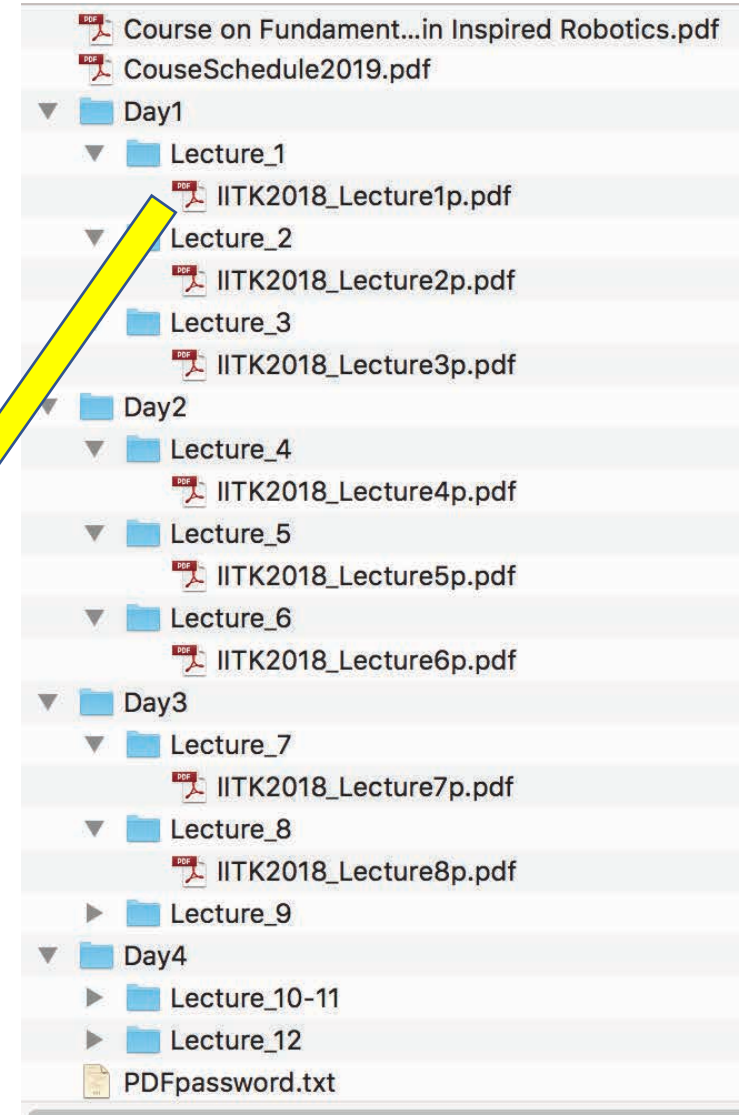 Course on Fundament...in Inspired Robotics.pdf
CouseSchedule2019.pdf
Day1
Lecture_1
IITK2018_Lecture1p.pdf
Lecture_2
IITK2018_Lecture2p.pdf
Lecture_3
IITK2018_Lecture3p.pdf
Day2
Lecture_4
IITK2018_Lecture4p.pdf
Lecture_5
IITK2018_Lecture5p.pdf
Lecture_6
IITK2018_Lecture6p.pdf
Day3
Lecture_7
IITK2018_Lecture7p.pdf
Lecture_8
IITK2018_Lecture8p.pdf
Lecture_9
Day4
Lecture_10-11
Lecture_12
PDFpassword.txt